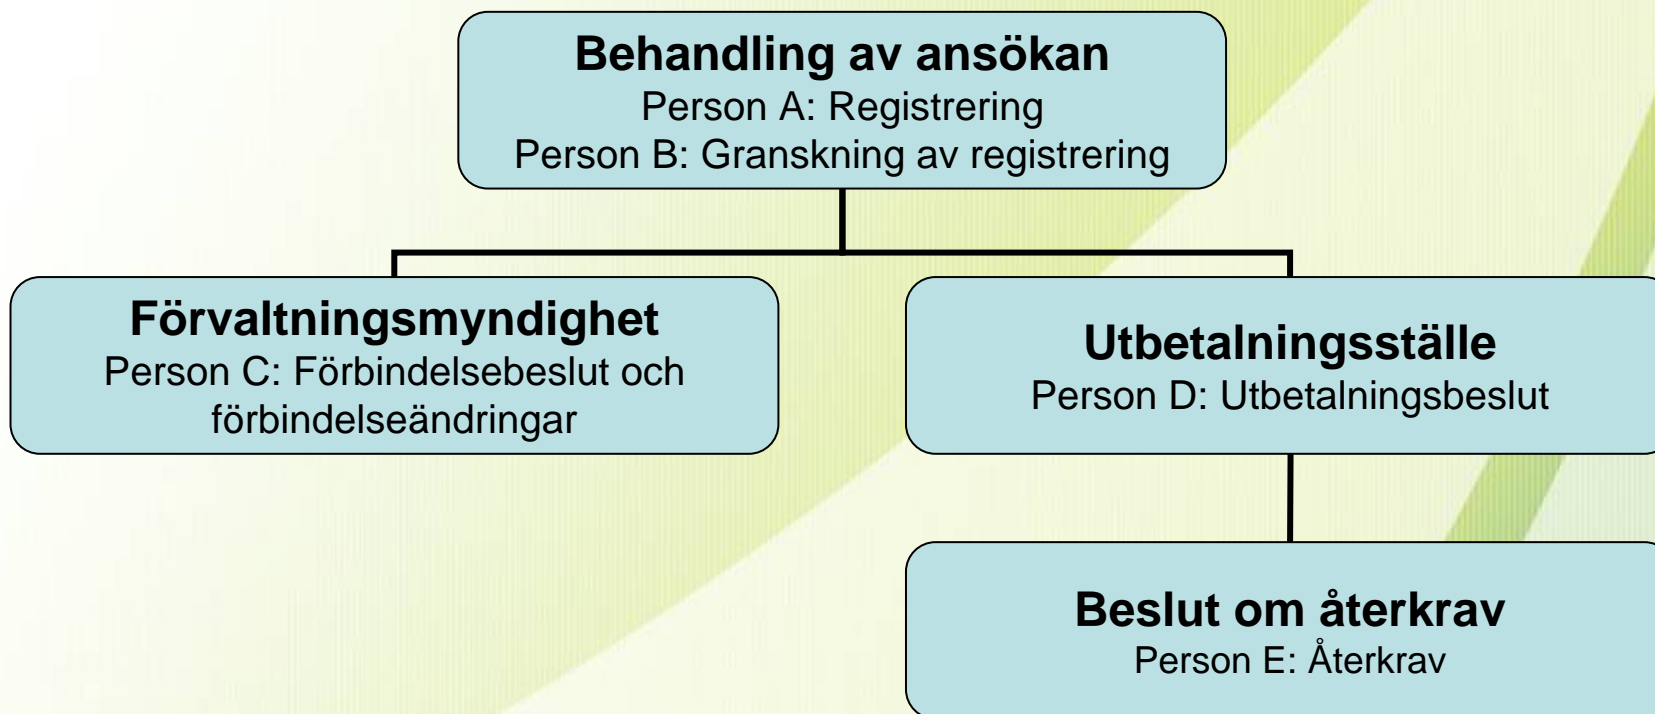 Behandling av ansökan
Person A: Registrering
Person B: Granskning av registrering
Förvaltningsmyndighet
Person C: Förbindelsebeslut och
förbindelseändringar
Utbetalningsställe
Person D: Utbetalningsbeslut
Beslut om återkrav
Person E: Återkrav